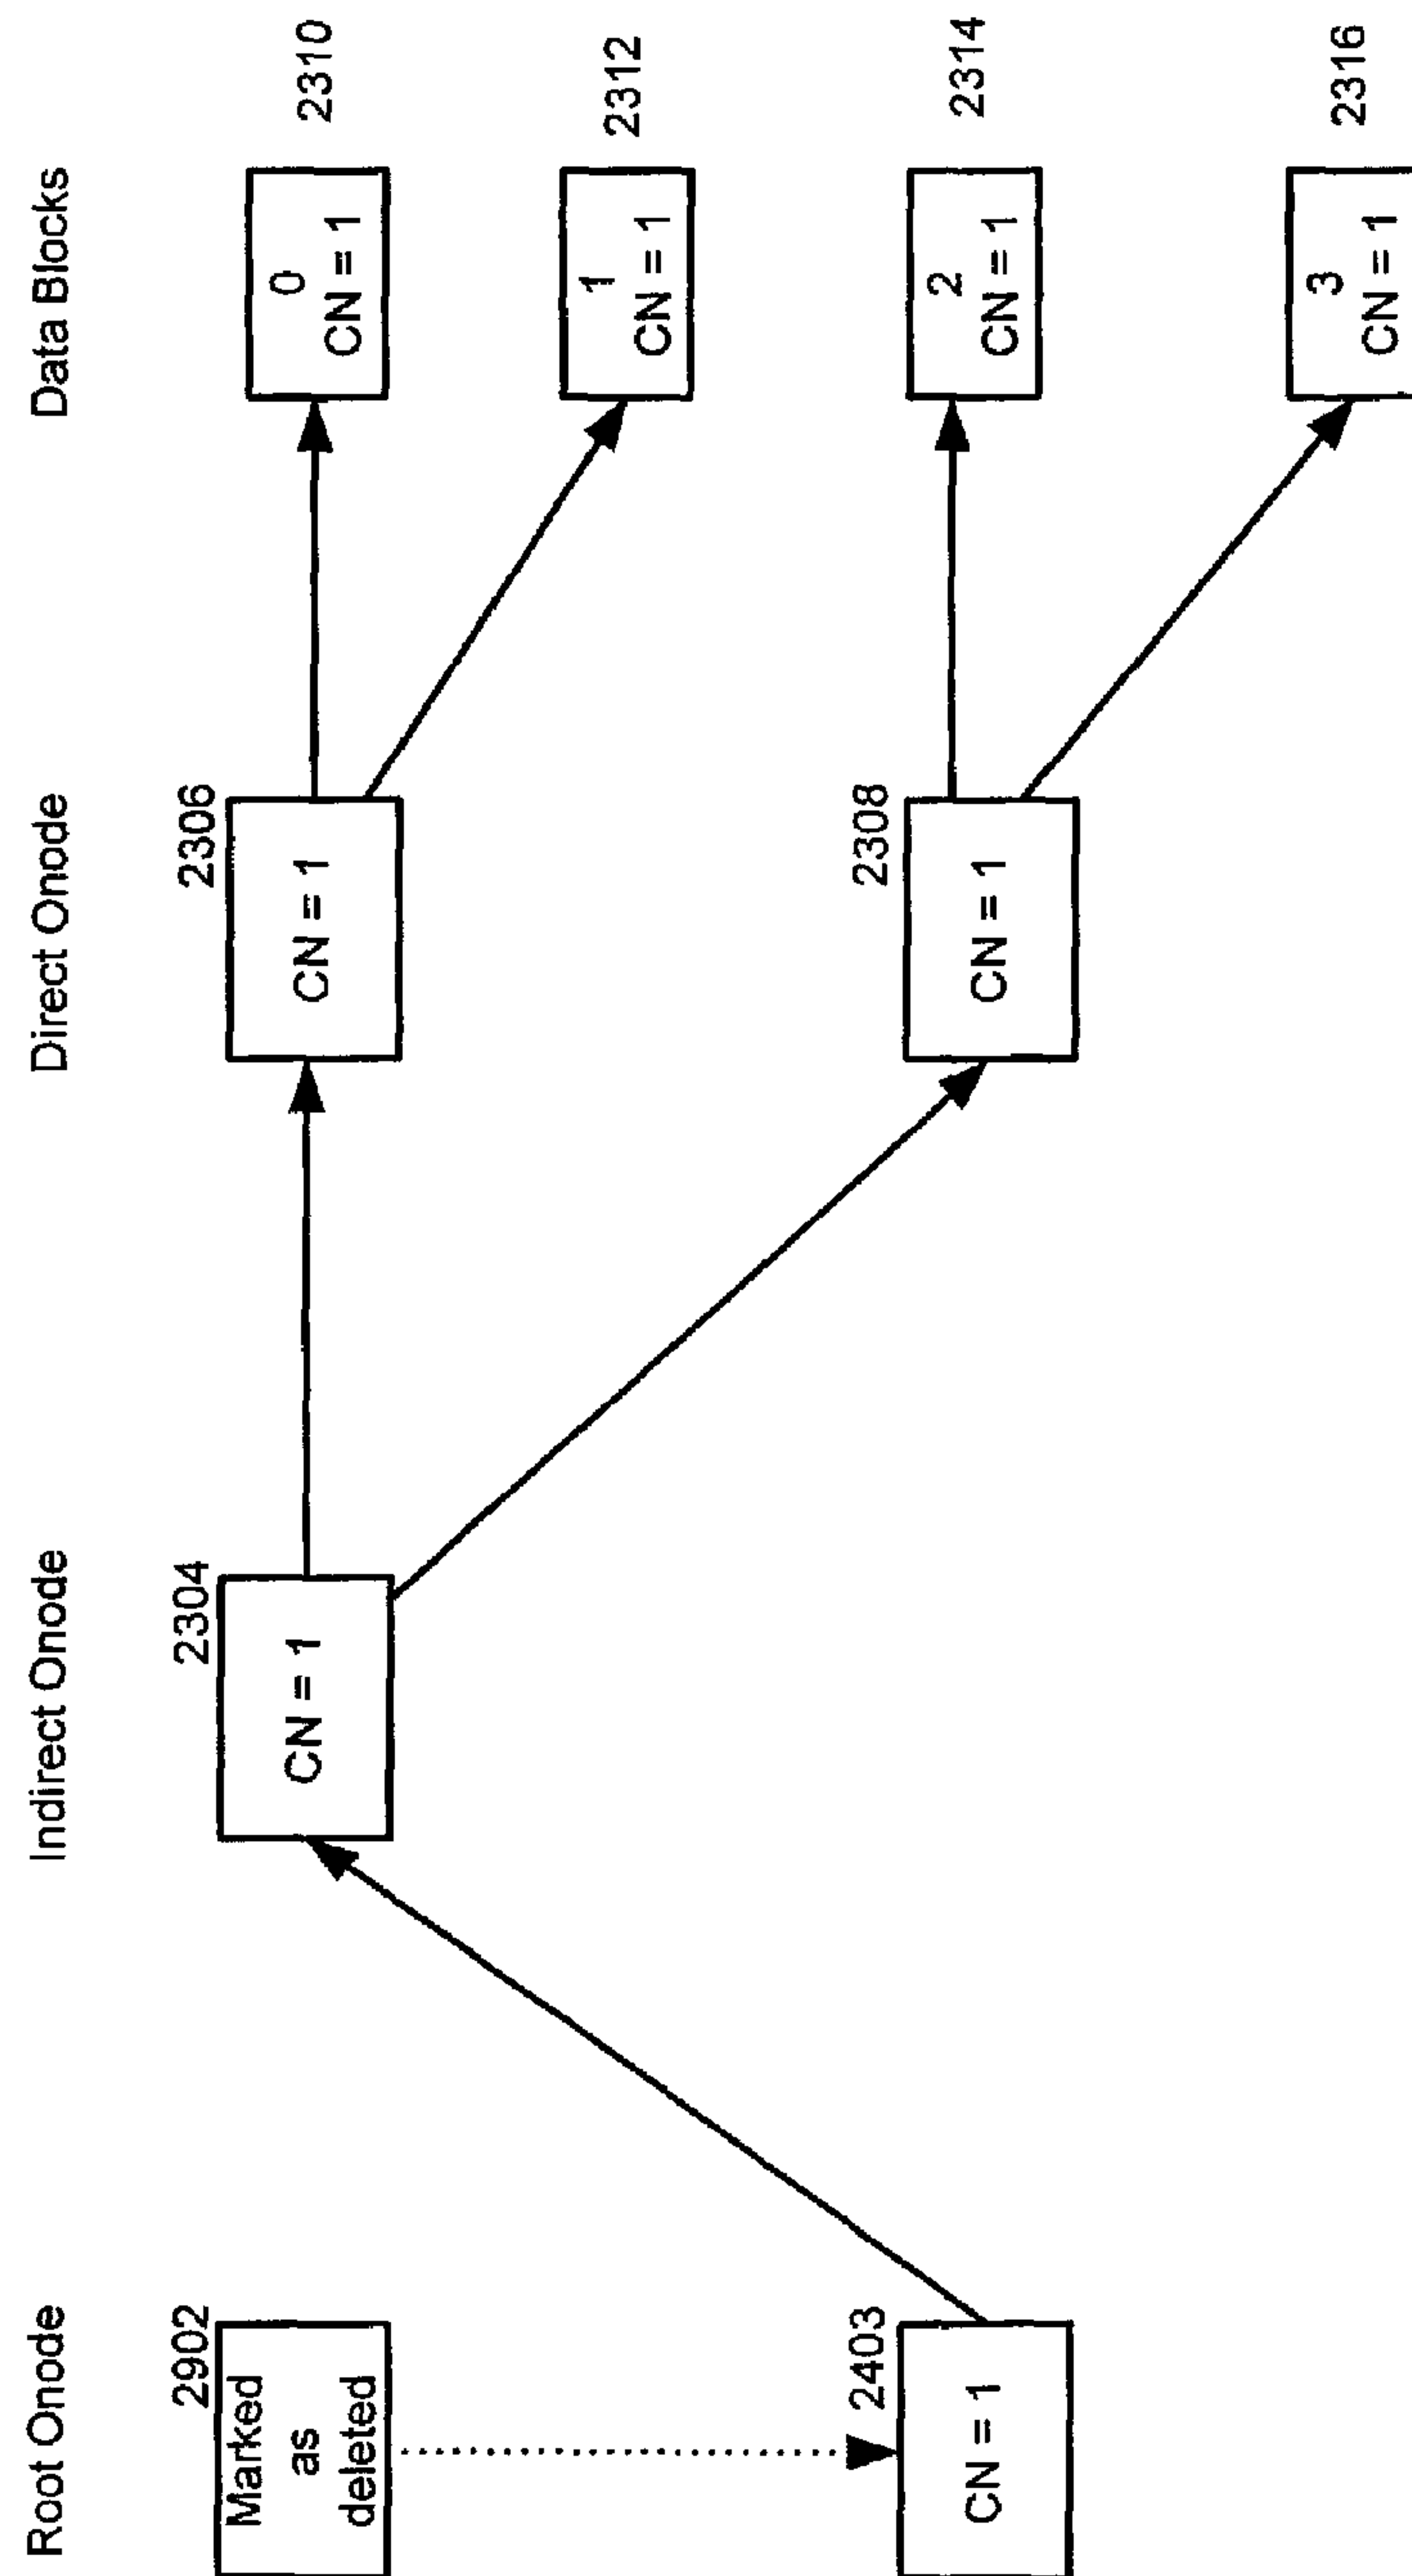 Root Onode
Indirect Onode
Direct Onode
Data Blocks
2902
Marked
as
deleted
2304
CN = 1
2306
CN = 1
0
CN = 1
2310
1
CN = 1
2312
2403
CN = 1
2308
CN = 1
2
CN = 1
2314
3
CN = 1
2316